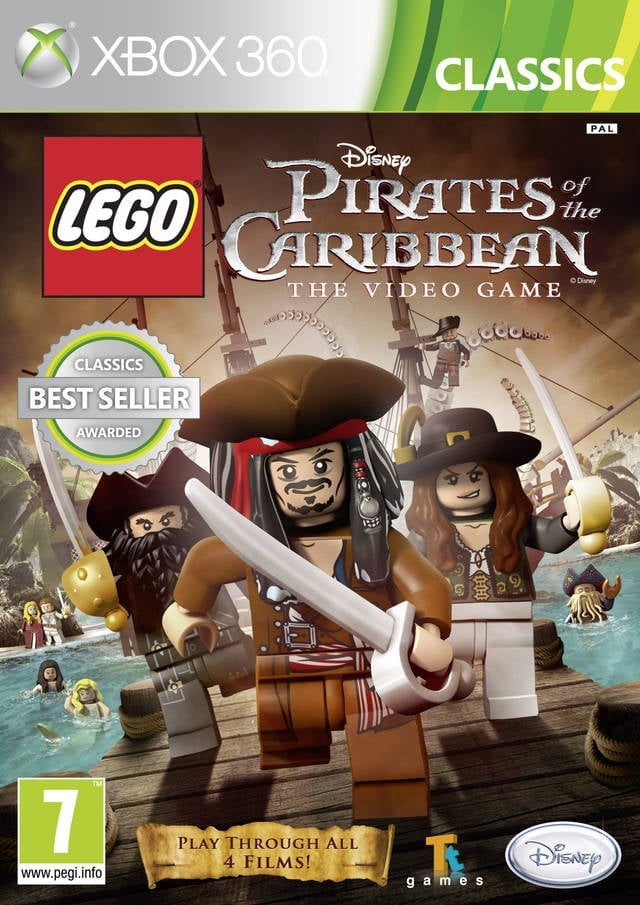 XBOX 360
CLASSICS
PAL
LEGO
Disney
PIRATES of the
CARIBBEAN
© Disney
THE VIDEO GAME
CLASSICS
BEST SELLER
AWARDED
7
™
www.pegi.info
PLAY THROUGH ALL
4 FILMS!
Tt
games
Disney